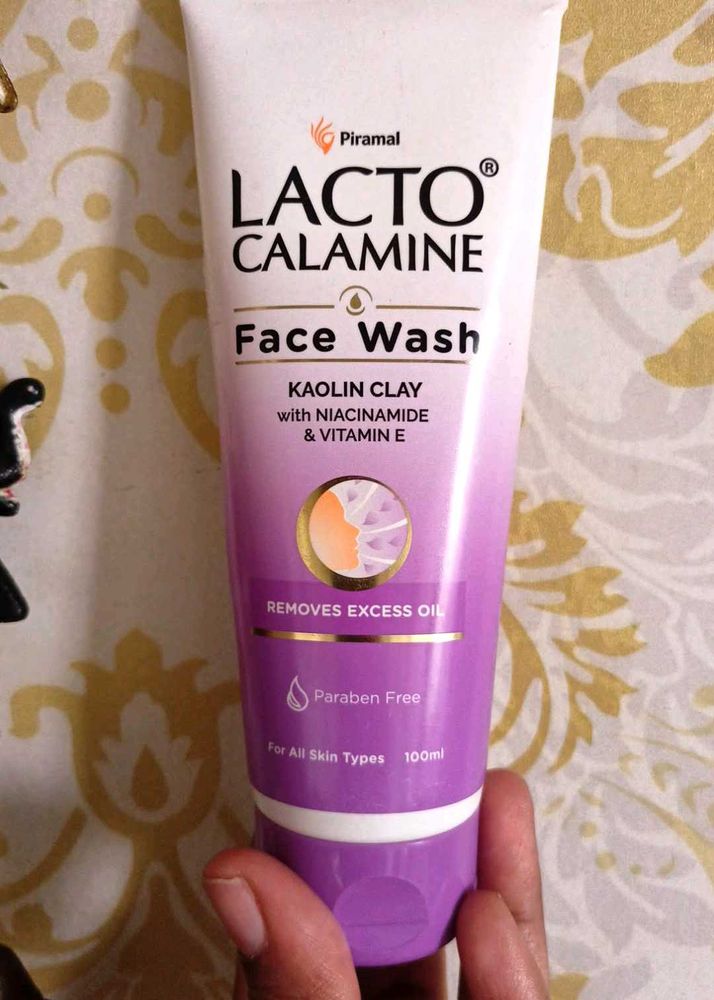 Piramal
LACTO®
CALAMINE
Face Wash
KAOLIN CLAY
with NIACINAMIDE
& VITAMIN E
REMOVES EXCESS OIL
Paraben Free
For All Skin Types 100ml